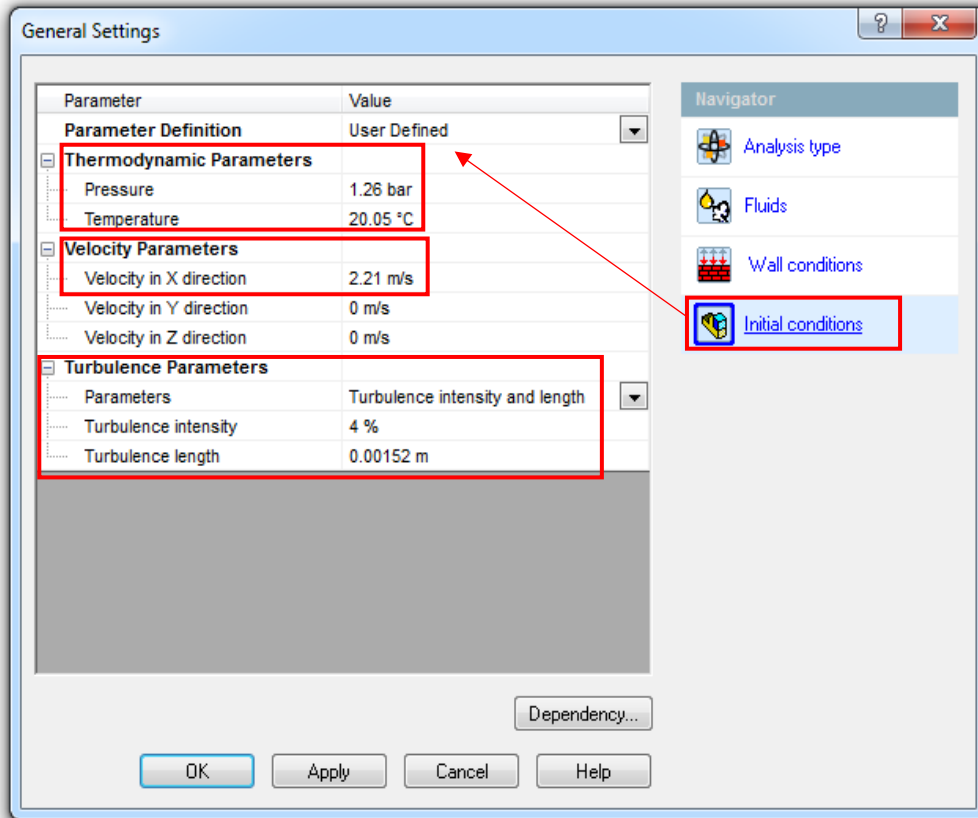 General Settings
Parameter Value
Parameter Definition User Defined
Thermodynamic Parameters
Pressure 1.26 bar
Temperature 20.05 °C
Velocity Parameters
Velocity in X direction 2.21 m/s
Velocity in Y direction 0 m/s
Velocity in Z direction 0 m/s
Turbulence Parameters
Parameters Turbulence intensity and length
Turbulence intensity 4 %
Turbulence length 0.00152 m
Navigator
Analysis type
Fluids
Wall conditions
Initial conditions
Dependency...
OK Apply Cancel Help